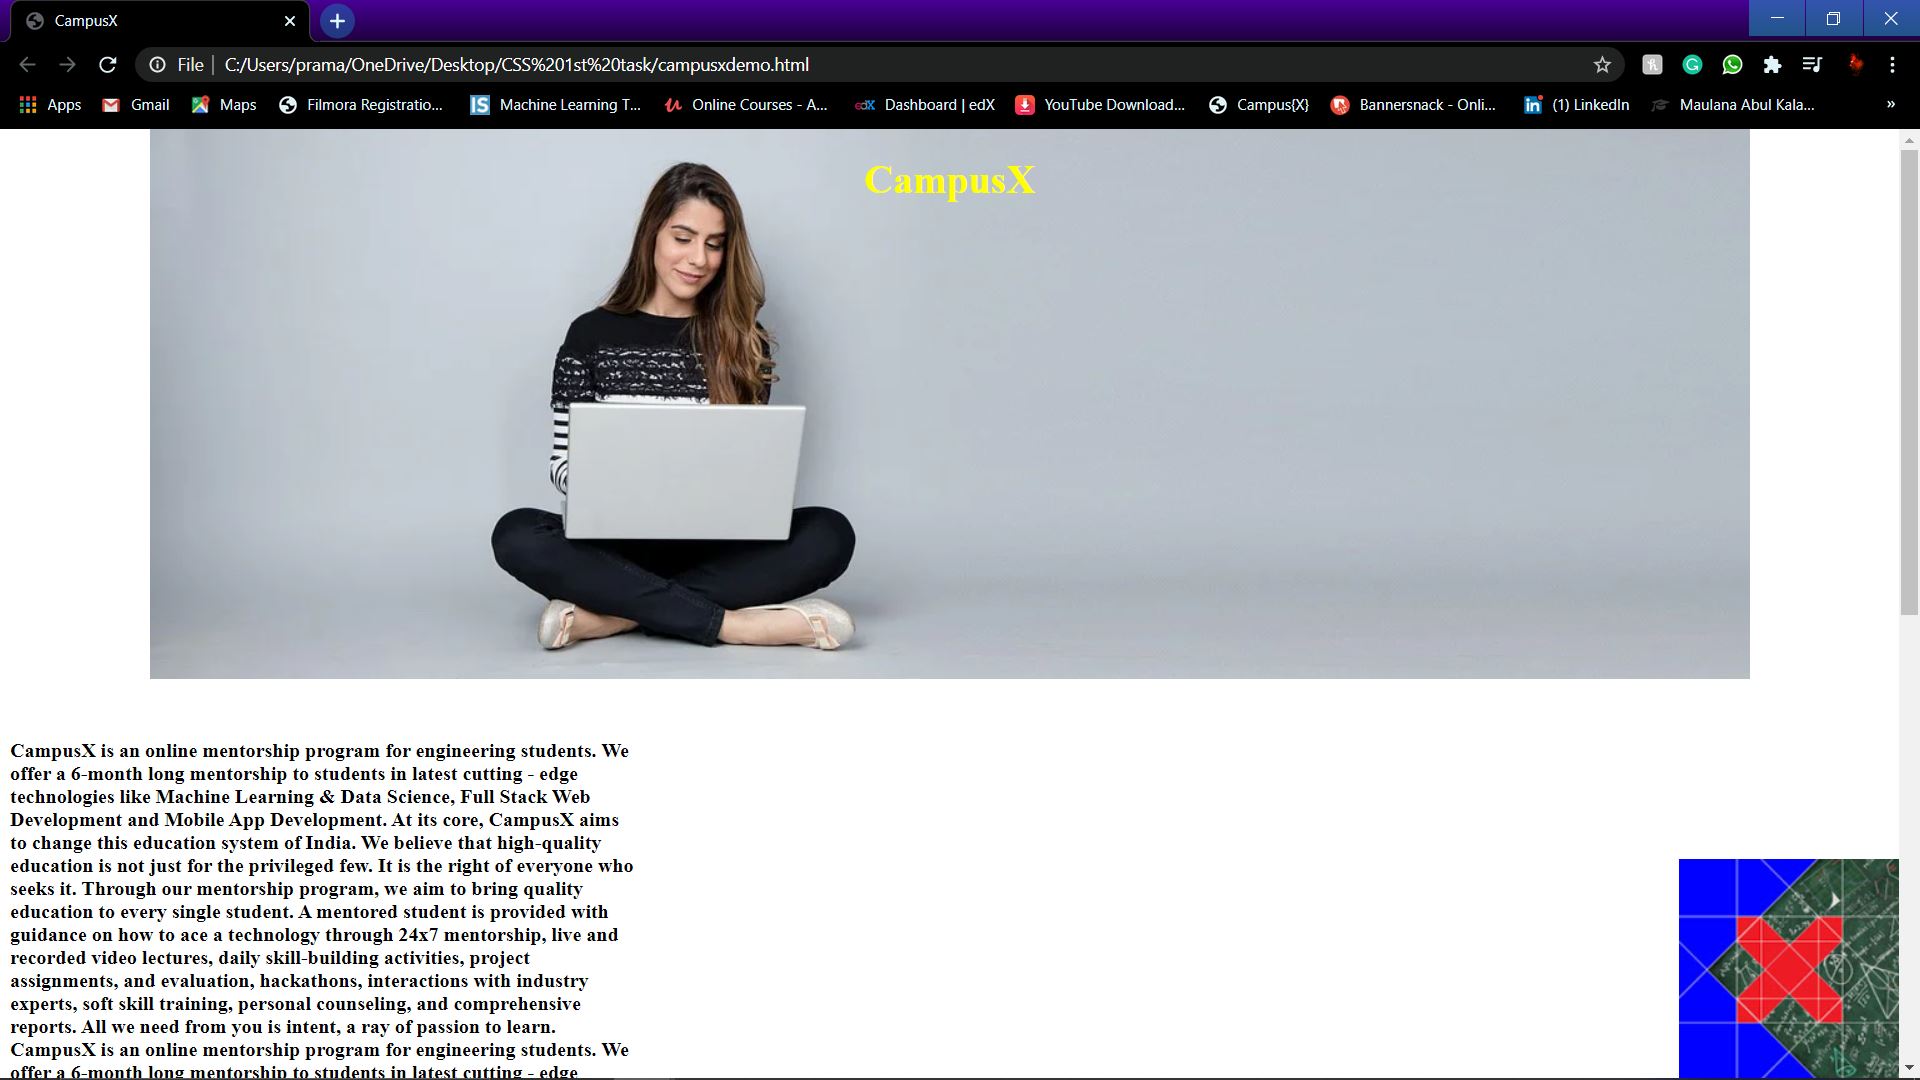 CampusX
File
C:/Users/prama/OneDrive/Desktop/CSS%201st%20task/campusxdemo.html
Apps
Gmail
Maps
Filmora Registratio...
Machine Learning T...
Online Courses - A...
Dashboard | edX
YouTube Download...
Campus{X}
Bannersnack - Onli...
(1) LinkedIn
Maulana Abul Kala...
»
CampusX
CampusX is an online mentorship program for engineering students. We
offer a 6-month long mentorship to students in latest cutting - edge
technologies like Machine Learning & Data Science, Full Stack Web
Development and Mobile App Development. At its core, CampusX aims
to change this education system of India. We believe that high-quality
education is not just for the privileged few. It is the right of everyone who
seeks it. Through our mentorship program, we aim to bring quality
education to every single student. A mentored student is provided with
guidance on how to ace a technology through 24x7 mentorship, live and
recorded video lectures, daily skill-building activities, project
assignments, and evaluation, hackathons, interactions with industry
experts, soft skill training, personal counseling, and comprehensive
reports. All we need from you is intent, a ray of passion to learn.
CampusX is an online mentorship program for engineering students. We
offer a 6-month long mentorship to students in latest cutting - edge